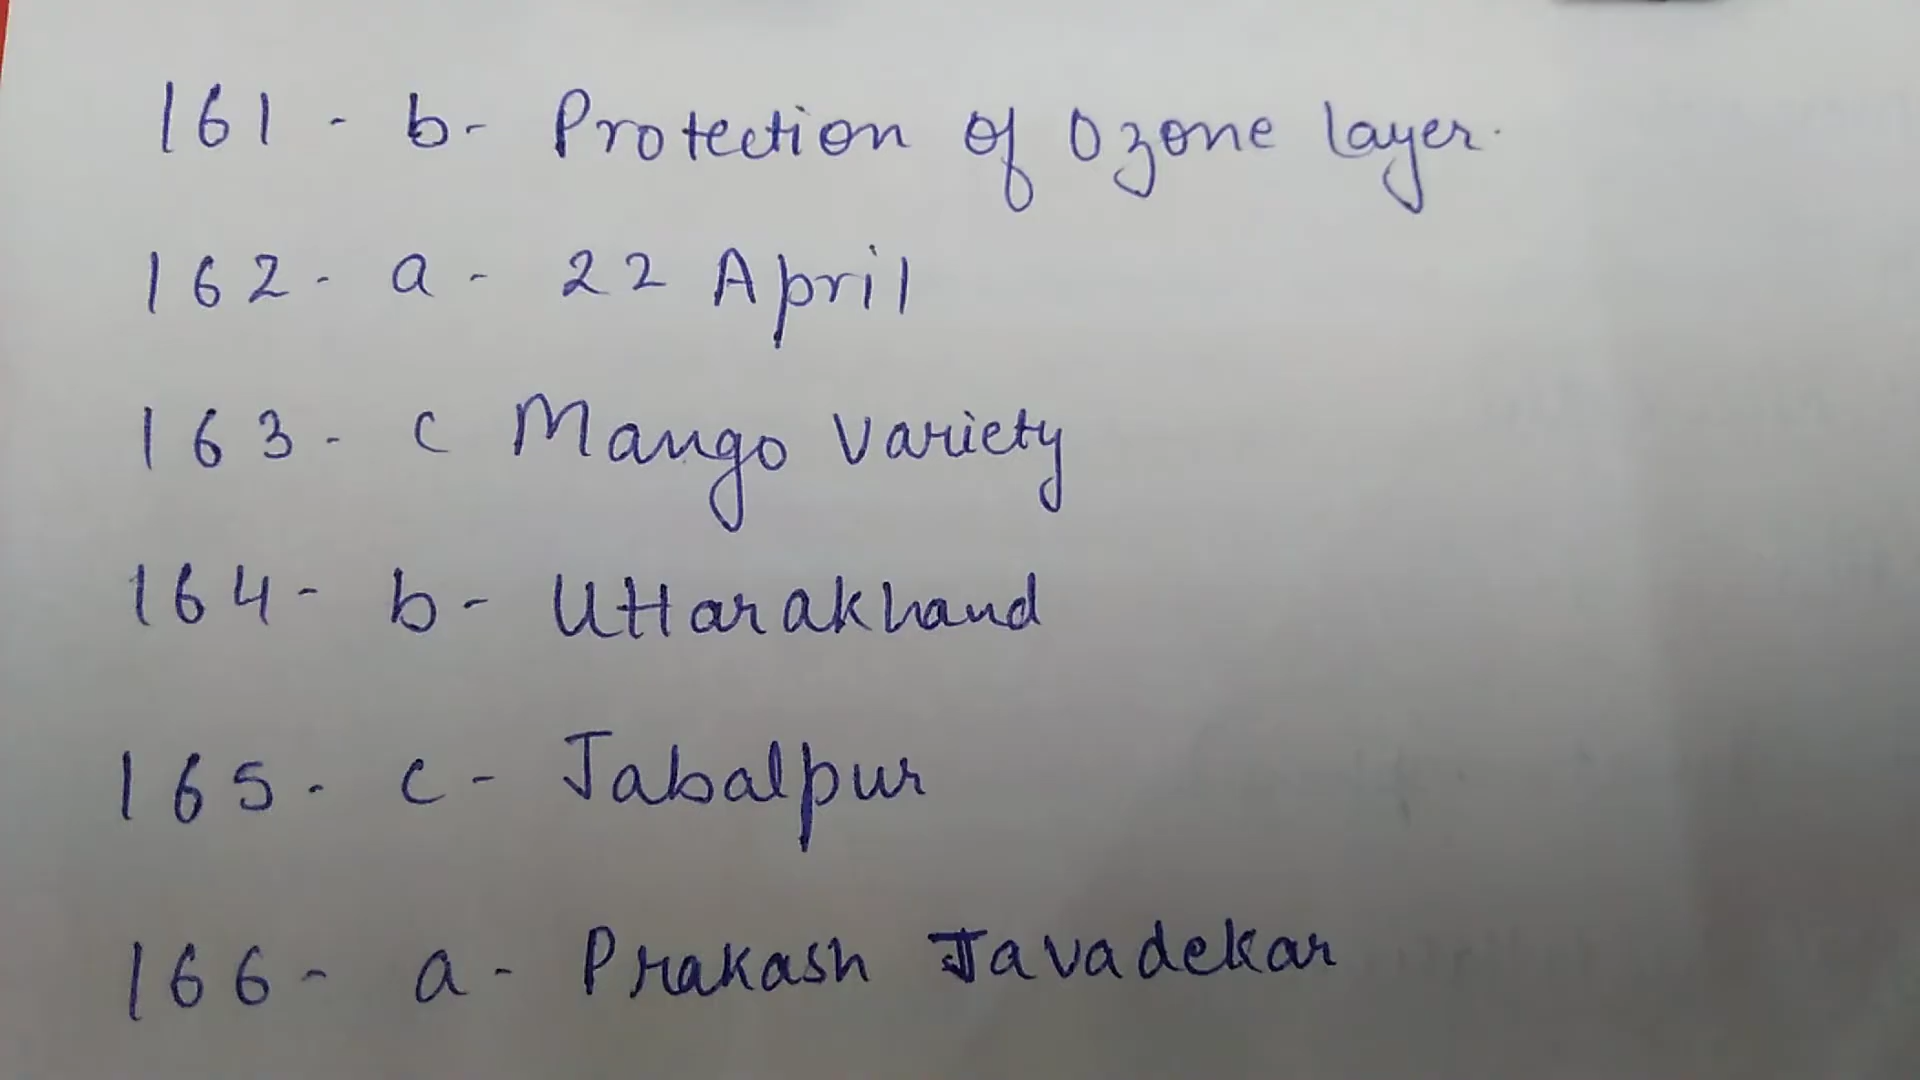 161 - b - Protection of Ozone layer.
162 - a - 22 April
163 - c Mango Variety
164 - b - Uttarakhand
165 - c - Jabalpur
166 - a - Prakash Javadekar